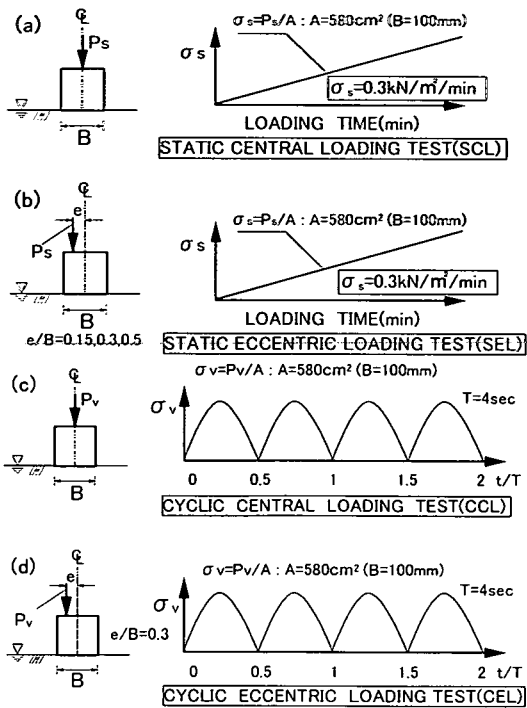 (a)
℄
Ps
B
σs=Ps/A : A=580cm² (B=100mm)
σs
σs=0.3kN/m²/min
LOADING TIME(min)
STATIC CENTRAL LOADING TEST(SCL)
(b)
℄
e
Ps
B
e/B=0.15,0.3,0.5
σs=Ps/A : A=580cm² (B=100mm)
σs
σs=0.3kN/m²/min
LOADING TIME (min)
STATIC ECCENTRIC LOADING TEST(SEL)
(c)
℄
Pv
B
σv=Pv/A : A=580cm² (B=100mm)
σv
T=4sec
0 0.5 1 1.5 2 t/T
CYCLIC CENTRAL LOADING TEST(CCL)
(d)
℄
e
Pv
e/B=0.3
B
σv=Pv/A : A=580cm² (B=100mm)
σv
T=4sec
0 0.5 1 1.5 2 t/T
CYCLIC ECCENTRIC LOADING TEST(CEL)